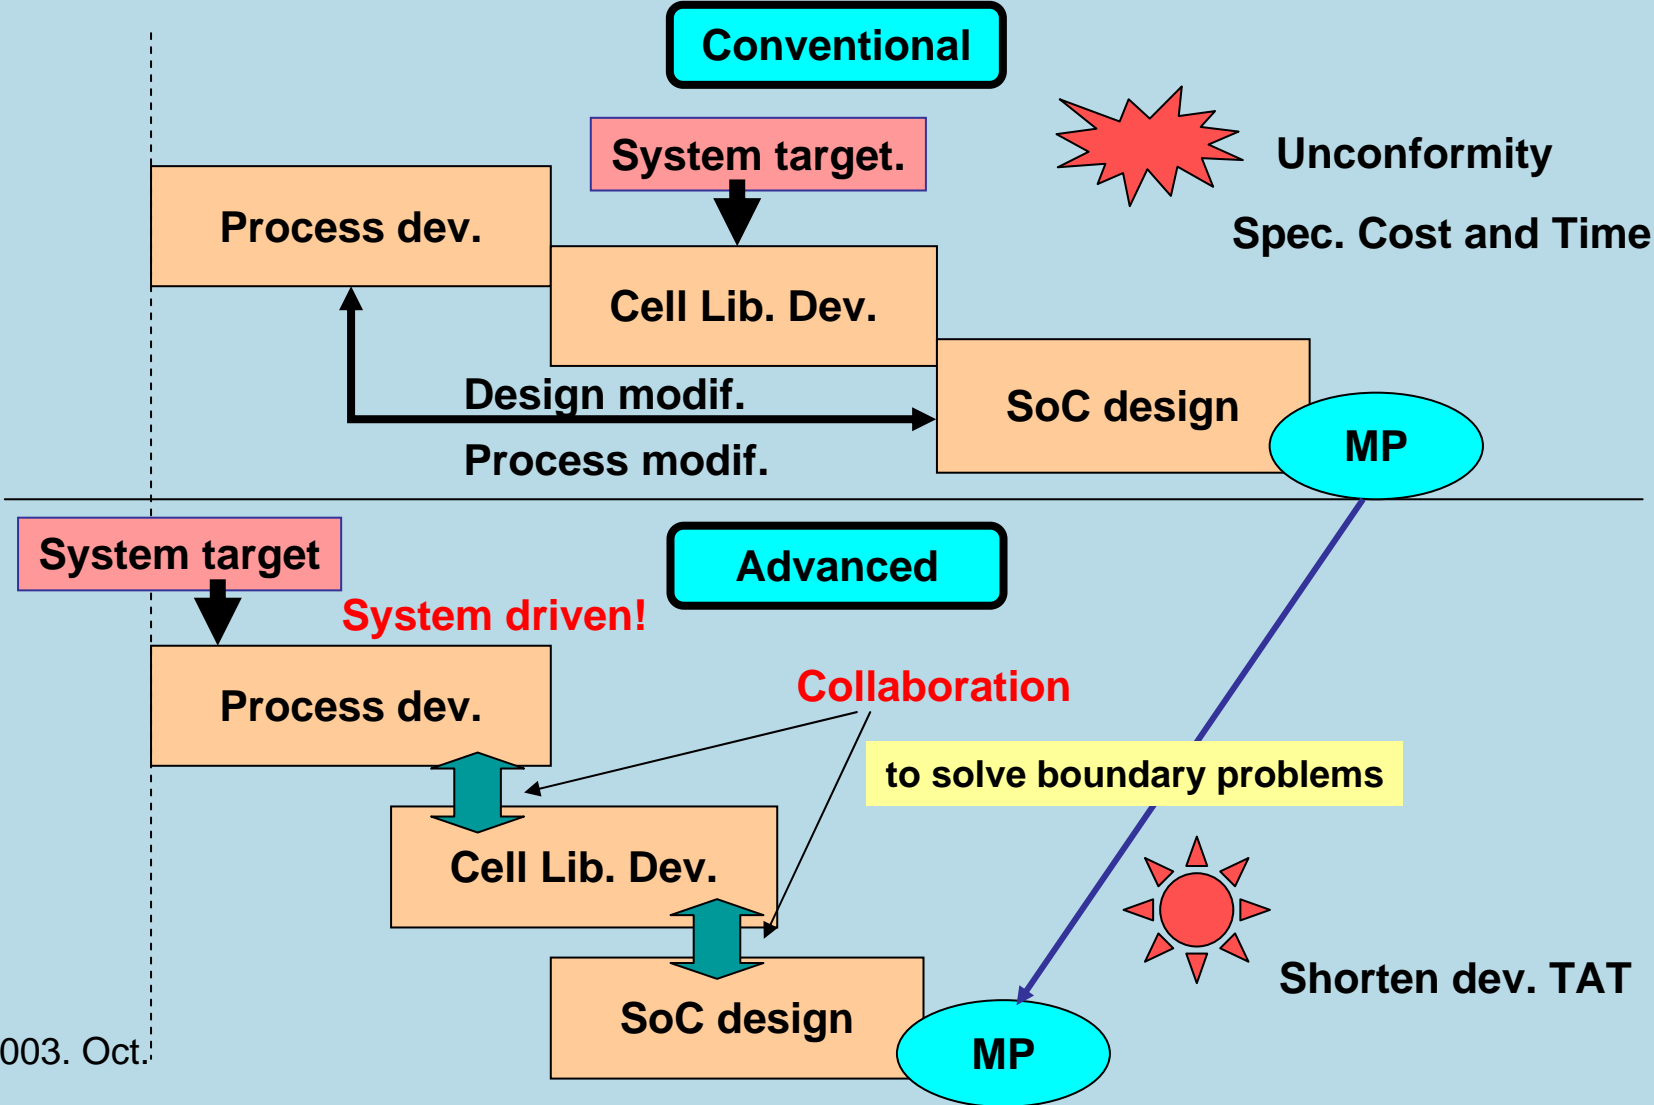 Conventional
System target.
Unconformity
Process dev.
Spec. Cost and Time
Cell Lib. Dev.
Design modif.
SoC design
MP
Process modif.
System target
Advanced
System driven!
Collaboration
Process dev.
to solve boundary problems
Cell Lib. Dev.
Shorten dev. TAT
SoC design
003. Oct.
MP